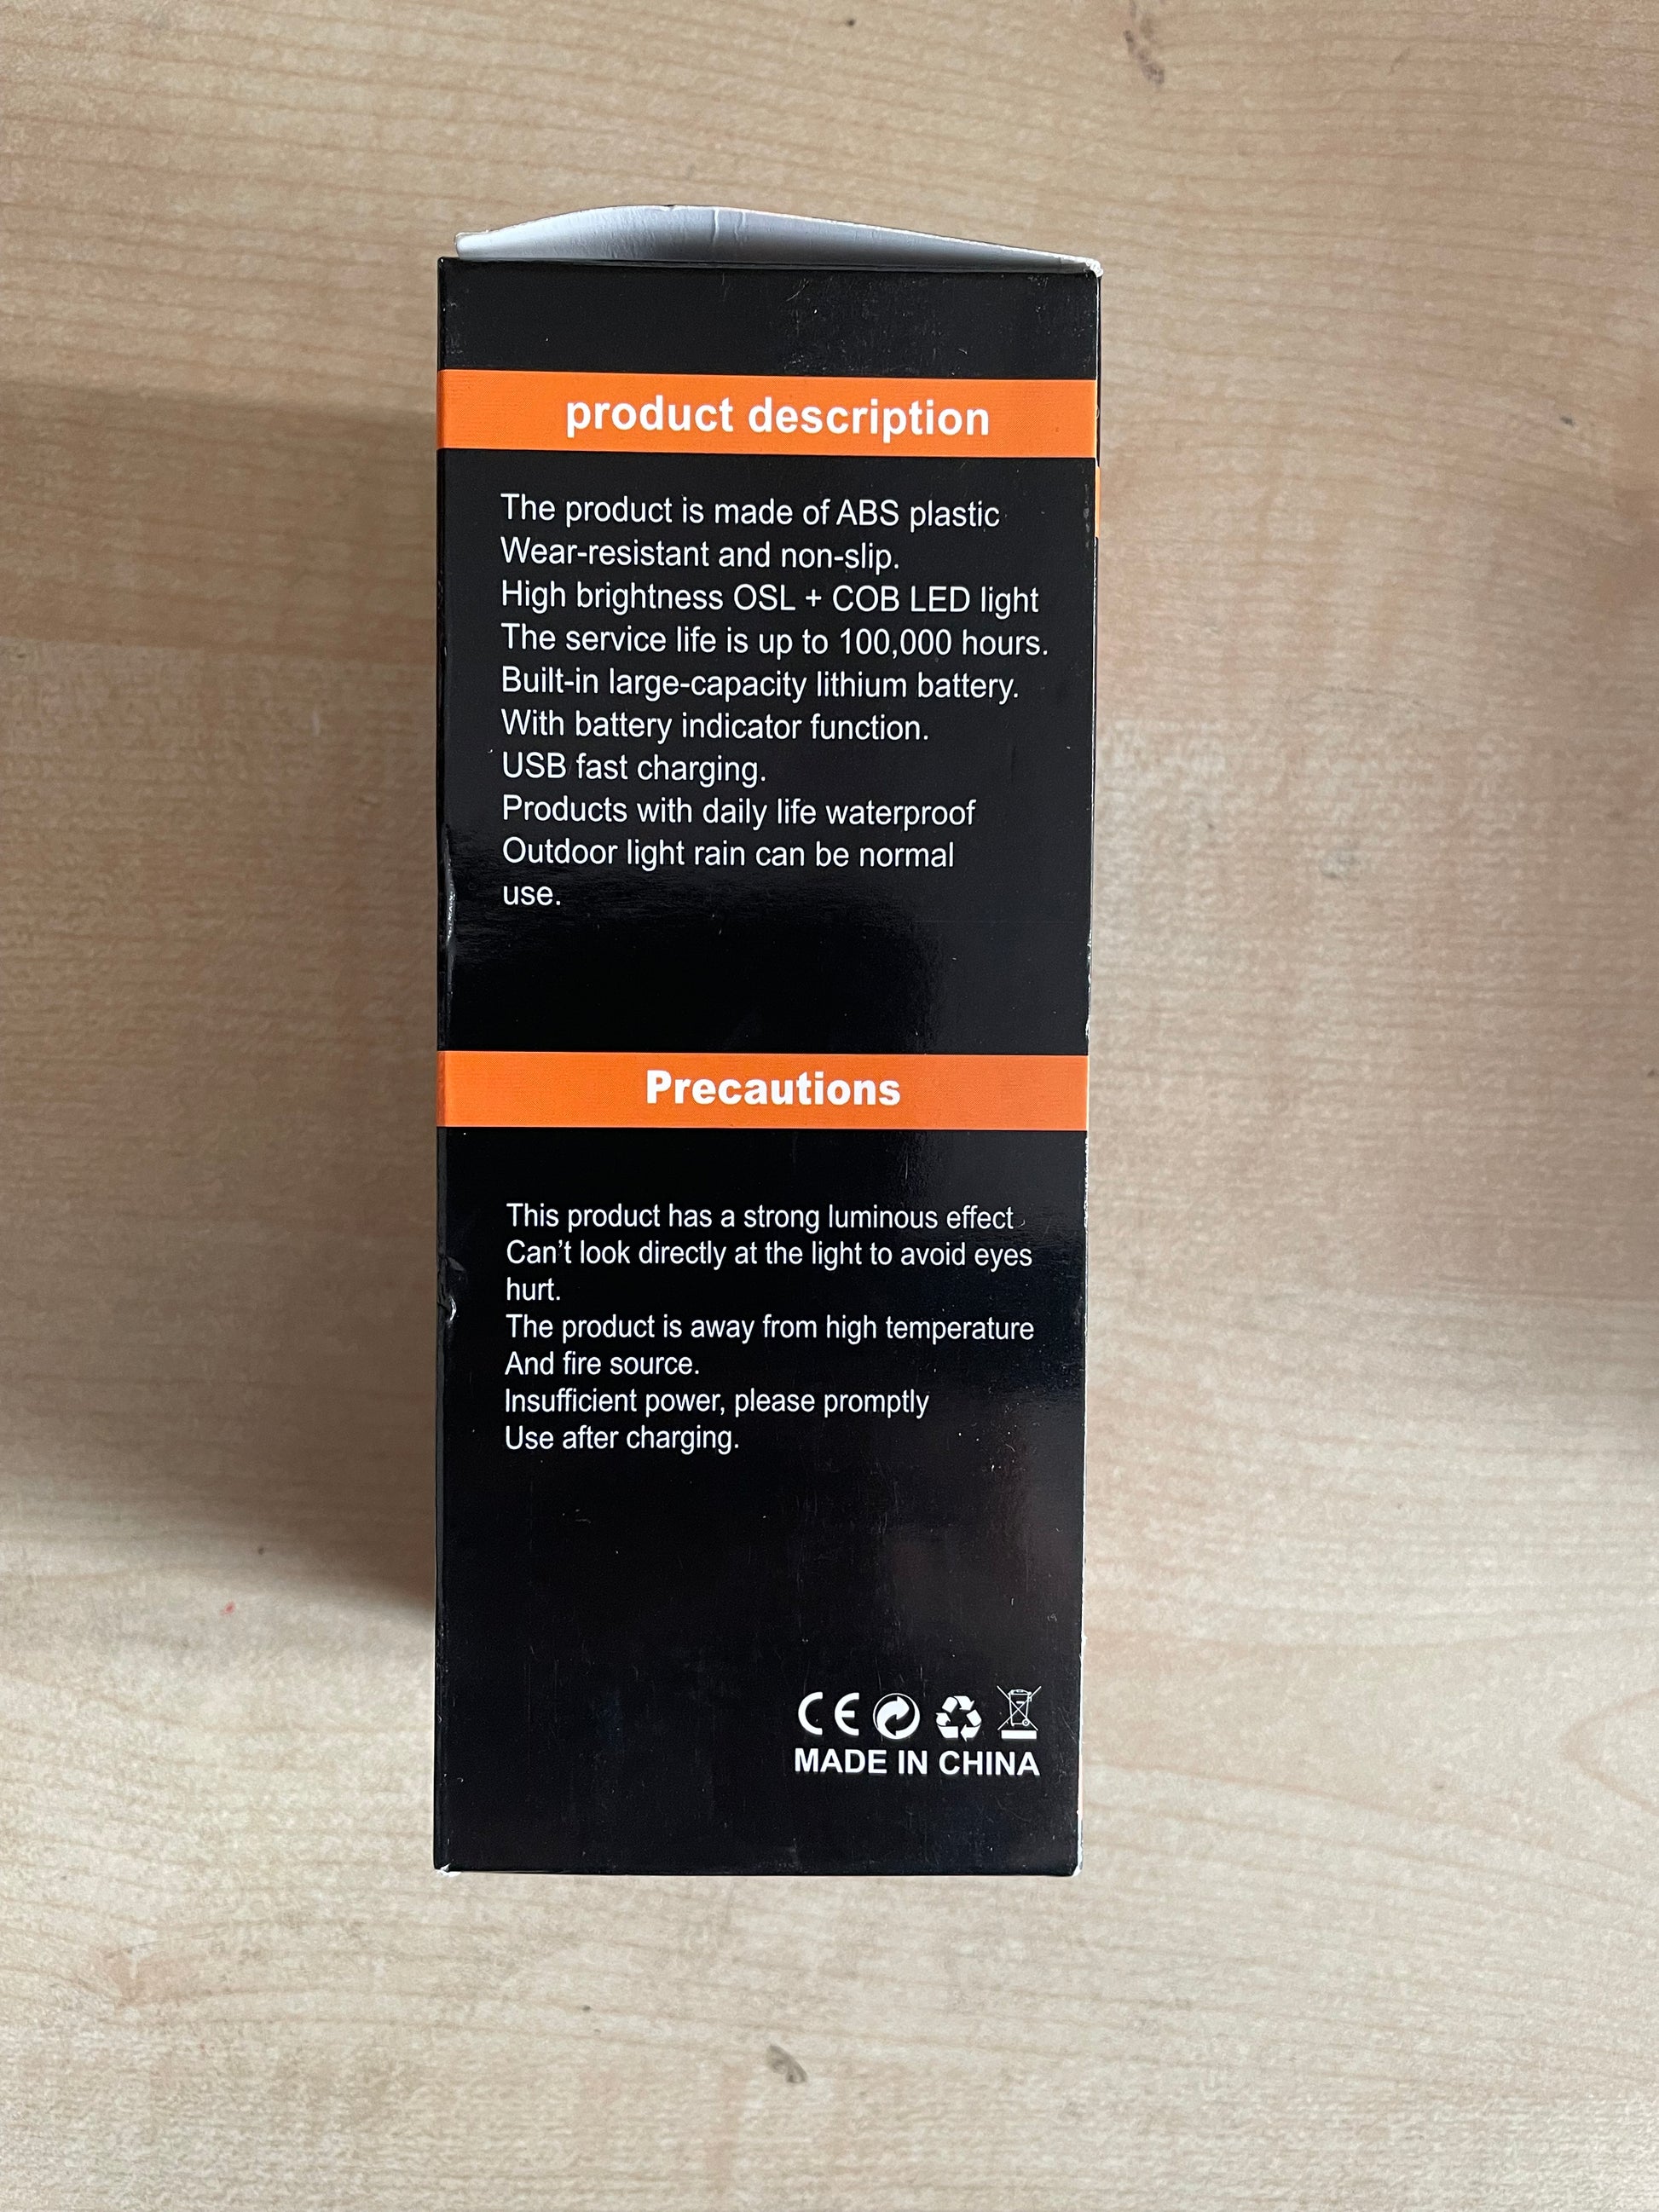 product description
The product is made of ABS plastic
Wear-resistant and non-slip.
High brightness OSL + COB LED light
The service life is up to 100,000 hours.
Built-in large-capacity lithium battery.
With battery indicator function.
USB fast charging.
Products with daily life waterproof
Outdoor light rain can be normal
use.
Precautions
This product has a strong luminous effect
Can't look directly at the light to avoid eyes
hurt.
The product is away from high temperature
And fire source.
Insufficient power, please promptly
Use after charging.
CE
MADE IN CHINA